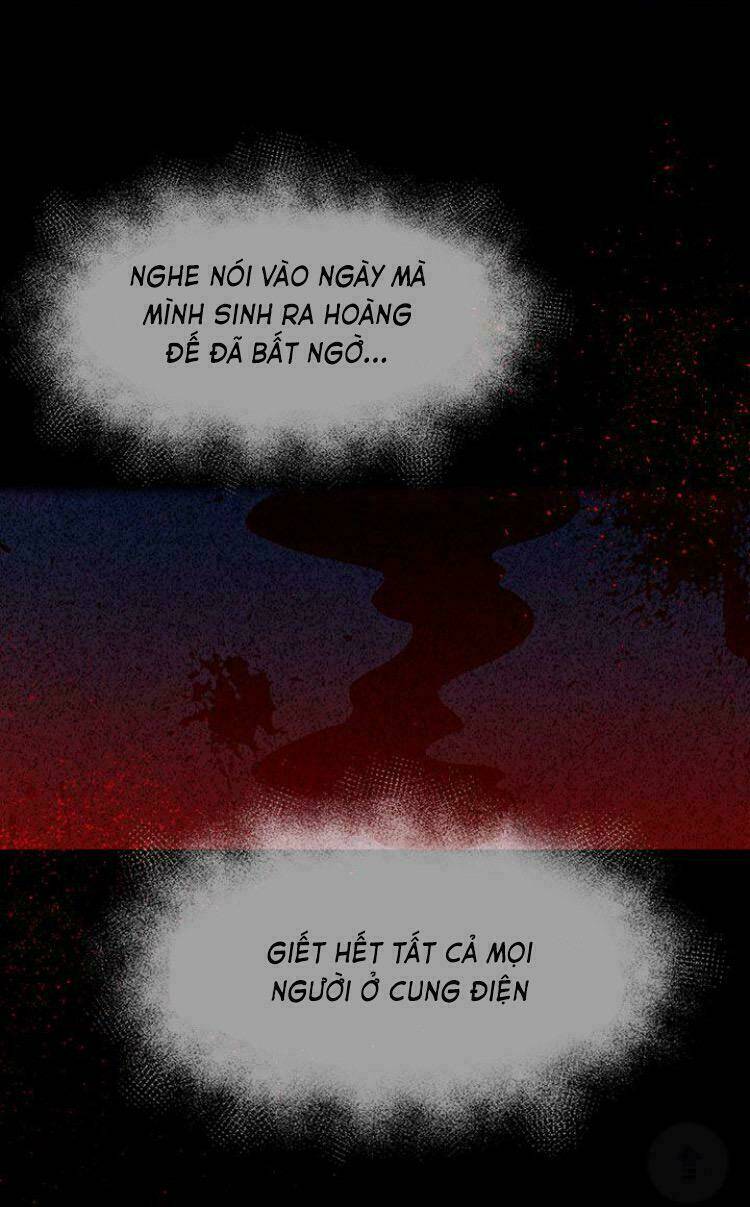 NGHE NÓI VÀO NGÀY MÀ
MÌNH SINH RA HOÀNG
ĐẾ ĐÃ BẤT NGỜ...
GIẾT HẾT TẤT CẢ MỌI
NGƯỜI Ở CUNG ĐIỆN